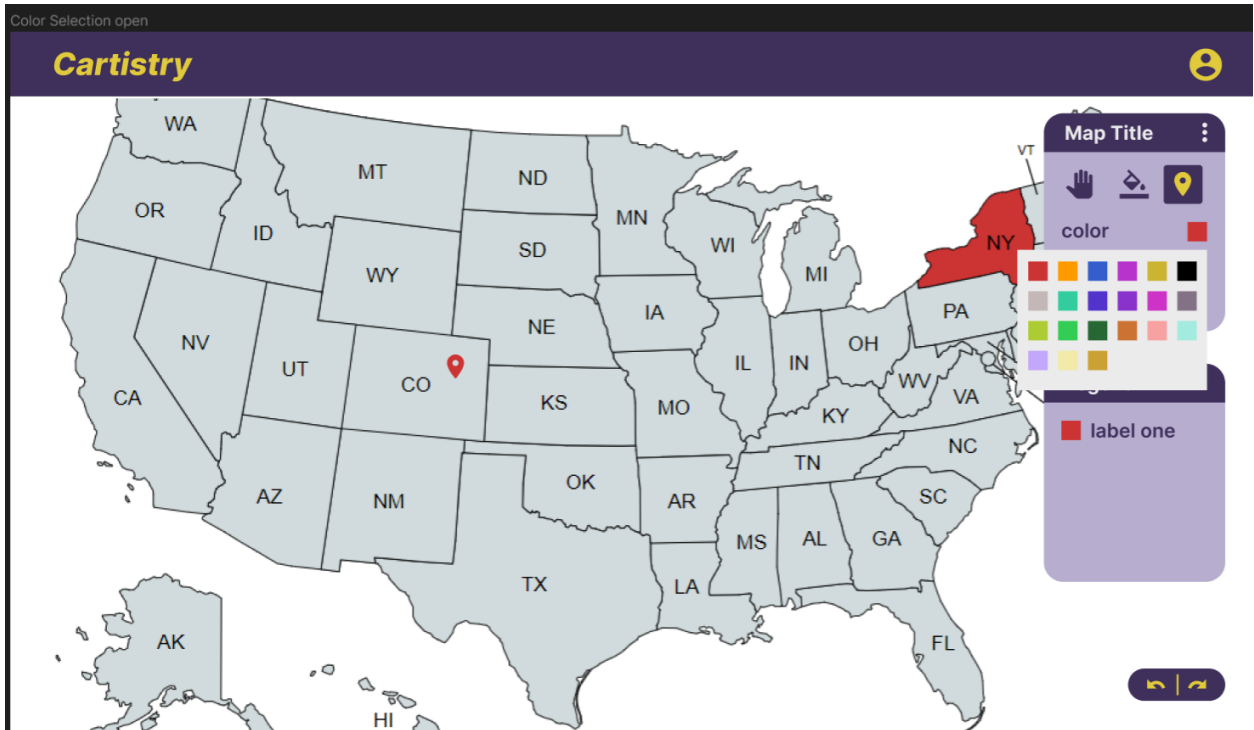 Color Selection open
Cartistry
WA
MT
ND
MN
VT
Map Title
OR
ID
SD
WI
MI
NY
color
WY
NE
IA
PA
NV
UT
CO
IL
IN
OH
WV
CA
KS
MO
KY
VA
label one
TN
NC
AZ
NM
OK
AR
SC
MS
AL
GA
TX
LA
AK
FL
HI